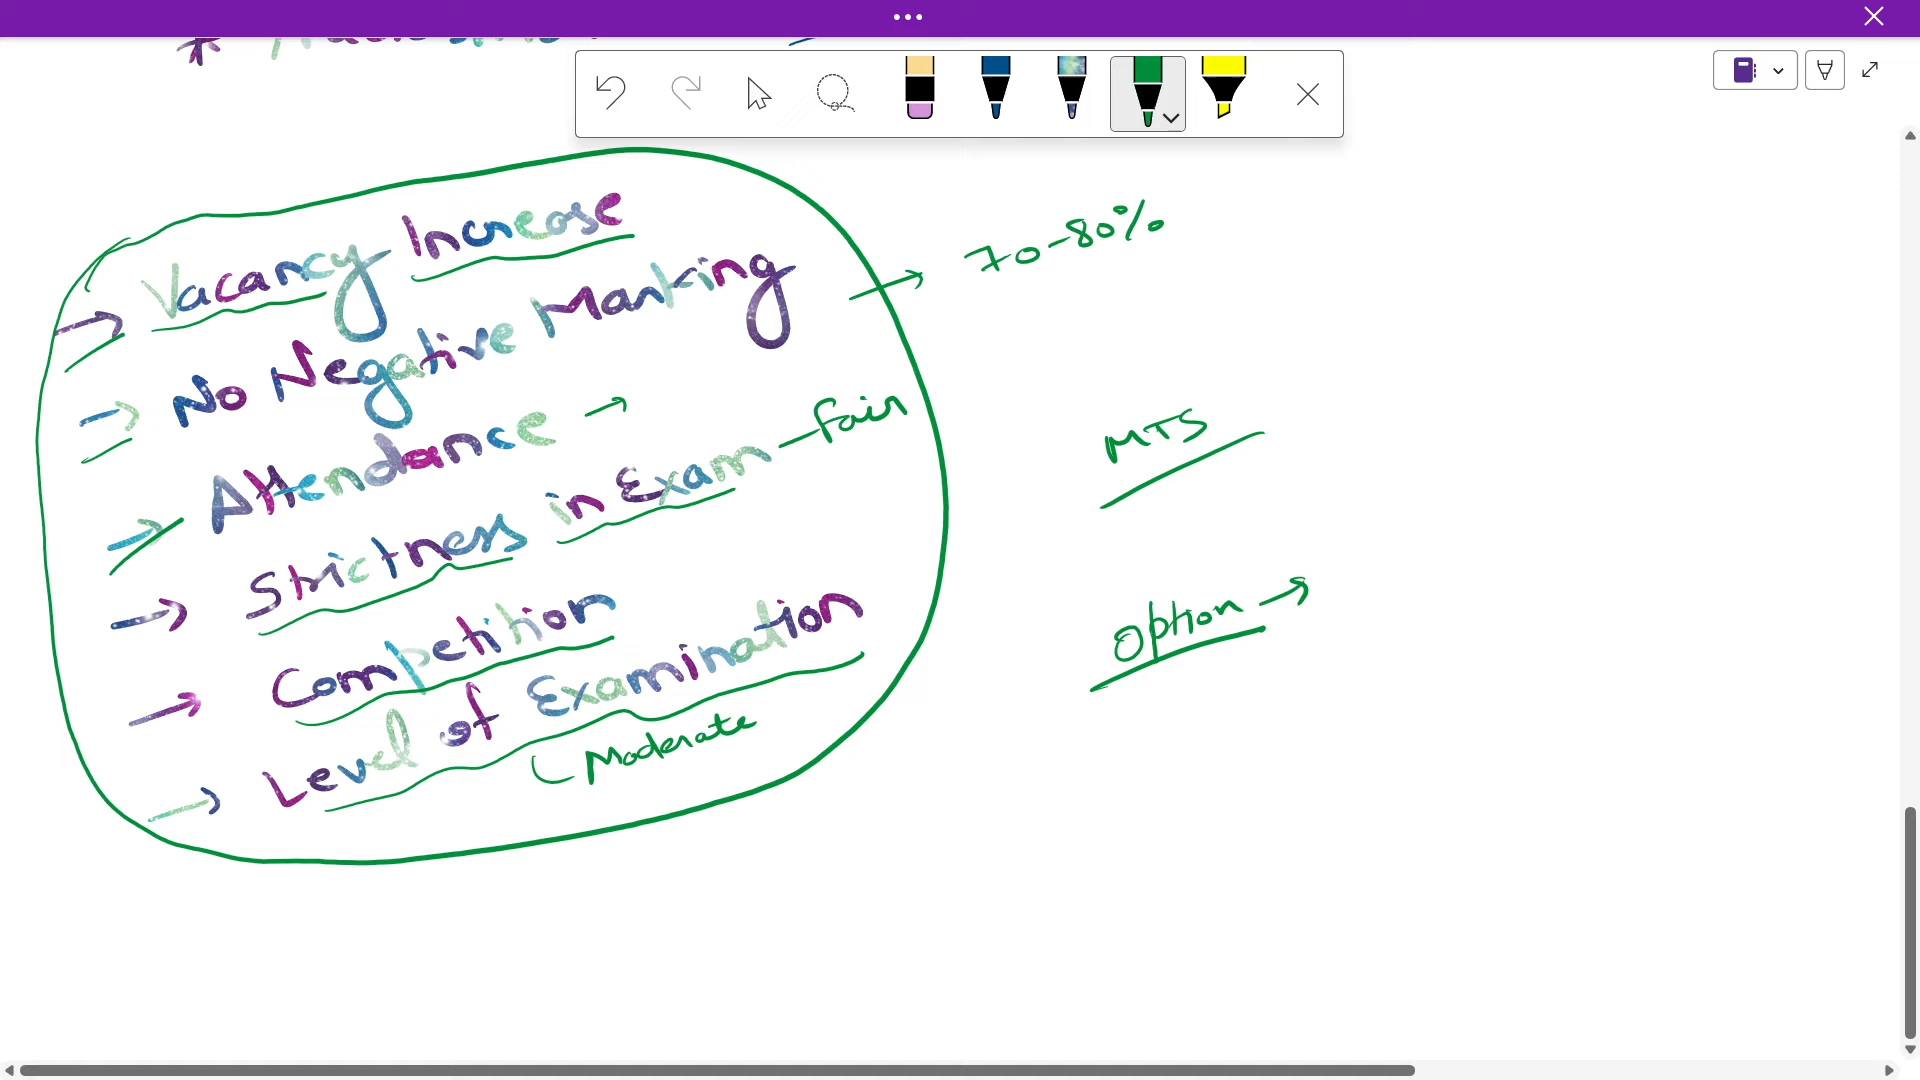 → Vacancy Increase
→ No Negative Marking → 70-80%
→ Attendance →
→ Strictness in Exam - fair
MTS
→ Competition
Option →
→ Level of Examination
Moderate